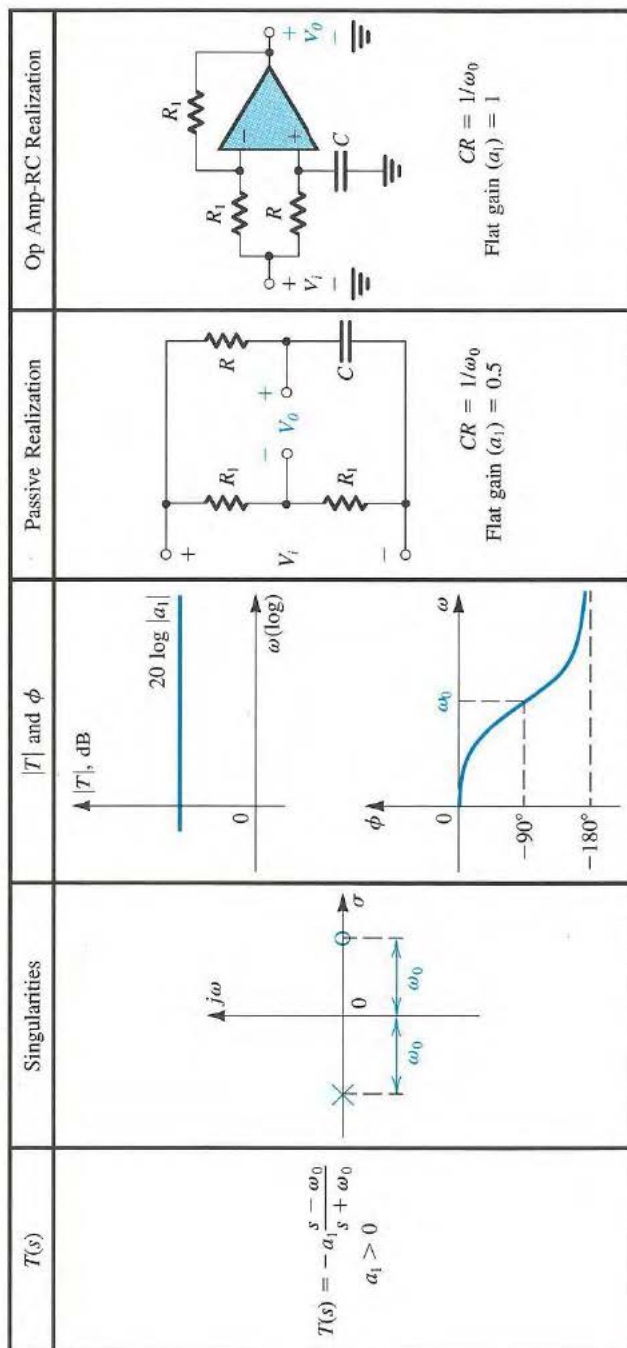 T(s)
Singularities
|T| and ϕ
Passive Realization
Op Amp-RC Realization
T(s) = −a₁ (s − ω₀)/(s + ω₀)
a₁ > 0
jω
σ
0
ω₀
ω₀
|T|, dB
20 log |a₁|
0
ω(log)
ϕ
0
ω₀
ω
−90°
−180°
+
Vᵢ
−
R₁
R₁
R
C
− V₀ +
CR = 1/ω₀
Flat gain (a₁) = 0.5
R₁
R₁
R
−
+
C
+
Vᵢ
−
+
V₀
−
CR = 1/ω₀
Flat gain (a₁) = 1